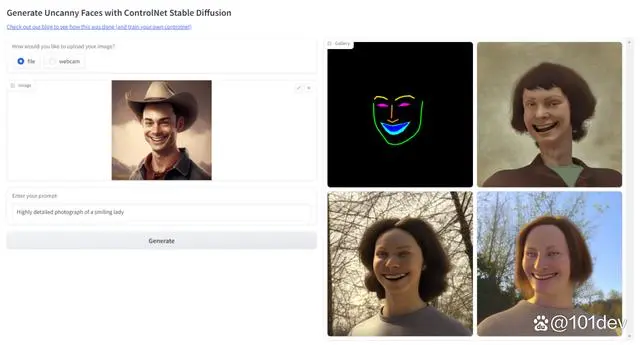 Generate Uncanny Faces with ControlNet Stable Diffusion
Check out our blog to see how this was done (and train your own controlnet)
How would you like to upload your image?
file
webcam
Image
Enter your prompt
Highly detailed photograph of a smiling lady
Generate
Gallery
百度 @101dev